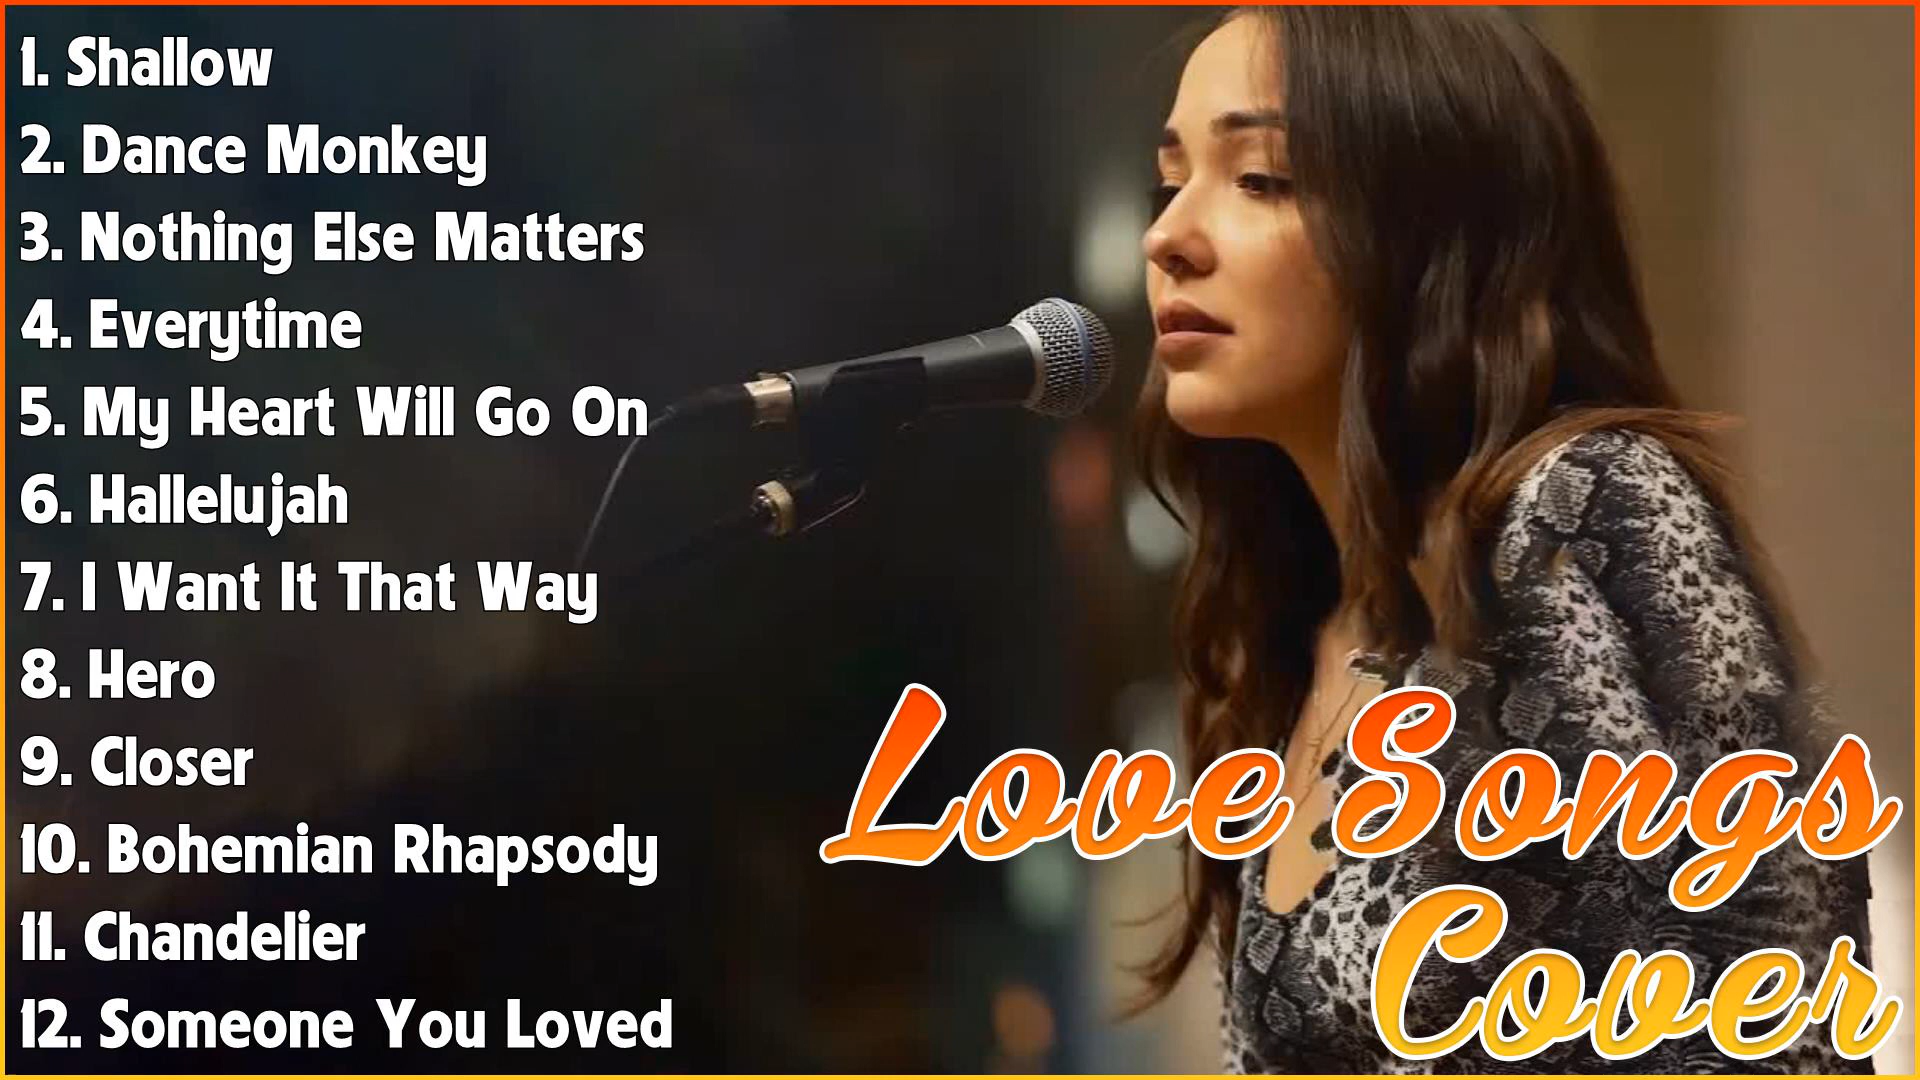 1. Shallow
2. Dance Monkey
3. Nothing Else Matters
4. Everytime
5. My Heart Will Go On
6. Hallelujah
7. I Want It That Way
8. Hero
9. Closer
10. Bohemian Rhapsody
11. Chandelier
12. Someone You Loved
Love Songs
Cover